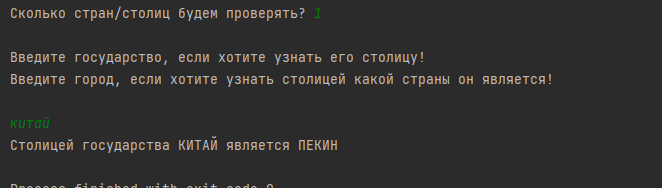 Сколько стран/столиц будем проверять? 1
Введите государство, если хотите узнать его столицу!
Введите город, если хотите узнать столицей какой страны он является!
китай
Столицей государства КИТАЙ является ПЕКИН
Process finished with exit code 0